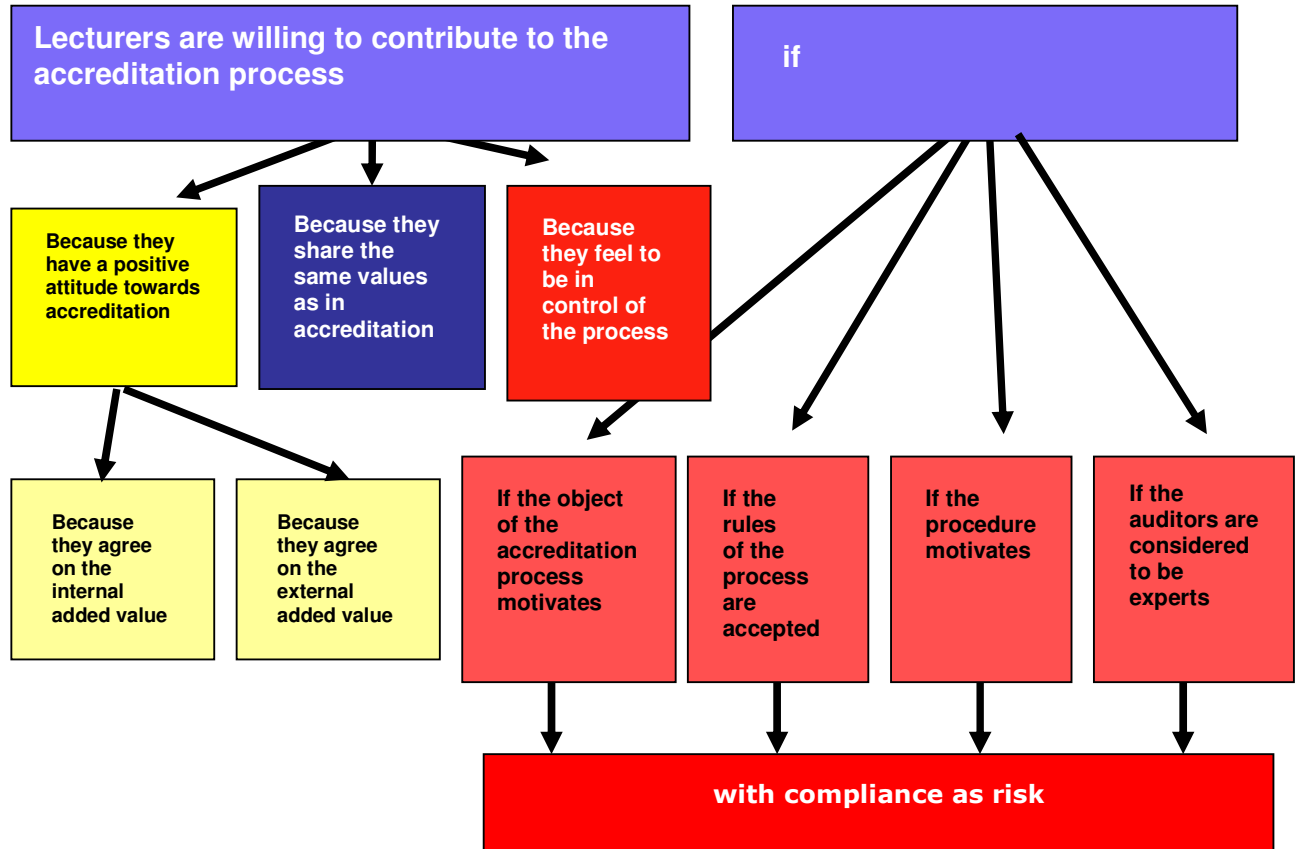 Lecturers are willing to contribute to the
accreditation process
if
Because they
have a positive
attitude towards
accreditation
Because they
share the
same values
as in
accreditation
Because
they feel to
be in
control of
the process
Because
they agree
on the
internal
added value
Because
they agree
on the
external
added value
If the object
of the
accreditation
process
motivates
If the
rules
of the
process
are
accepted
If the
procedure
motivates
If the
auditors are
considered
to be
experts
with compliance as risk